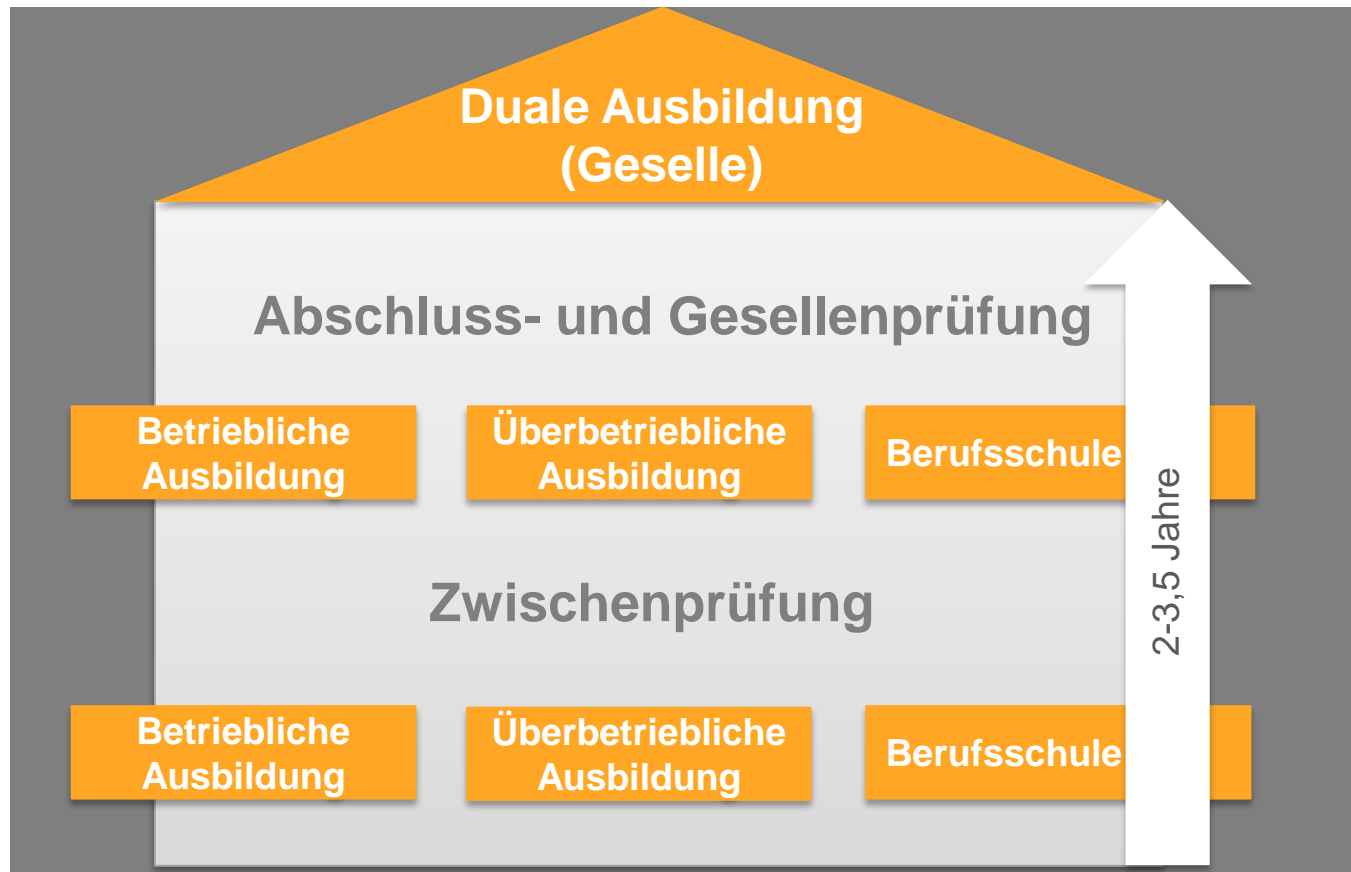 Duale Ausbildung
(Geselle)
Abschluss- und Gesellenprüfung
Betriebliche
Ausbildung
Überbetriebliche
Ausbildung
Berufsschule
2-3,5 Jahre
Zwischenprüfung
Betriebliche
Ausbildung
Überbetriebliche
Ausbildung
Berufsschule